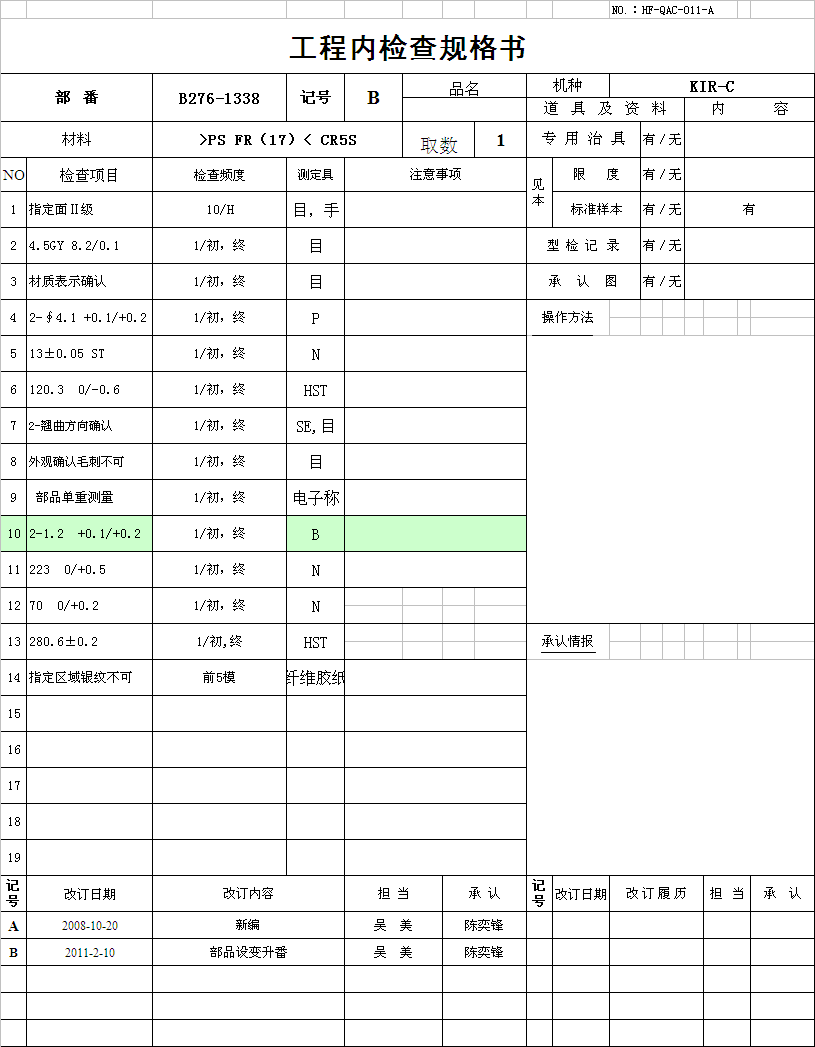 NO.：HF-QAC-011-A
工程内检查规格书
部 番 B276-1338 记号 B 品名 机种 KIR-C
道 具 及 资 料 内 容
材料 >PS FR（17）< CR5S 取数 1 专 用 治 具 有/无
NO 检查项目 检查频度 测定具 注意事项 见本 限 度 有/无
1 指定面Ⅱ级 10/H 目, 手 标准样本 有/无 有
2 4.5GY 8.2/0.1 1/初, 终 目 型 检 记 录 有/无
3 材质表示确认 1/初, 终 目 承 认 图 有/无
4 2-∮4.1 +0.1/+0.2 1/初, 终 P 操作方法
5 13±0.05 ST 1/初, 终 N
6 120.3 0/-0.6 1/初, 终 HST
7 2-翘曲方向确认 1/初, 终 SE,目
8 外观确认毛刺不可 1/初, 终 目
9 部品单重测量 1/初, 终 电子称
10 2-1.2 +0.1/+0.2 1/初, 终 B
11 223 0/+0.5 1/初, 终 N
12 70 0/+0.2 1/初, 终 N
13 280.6±0.2 1/初,终 HST 承认情报
14 指定区域银纹不可 前5模 纤维胶纸
15
16
17
18
19
记号 改订日期 改订内容 担 当 承 认 记号 改订日期 改订履历 担 当 承 认
A 2008-10-20 新编 吴 美 陈奕锋
B 2011-2-10 部品设变升番 吴 美 陈奕锋